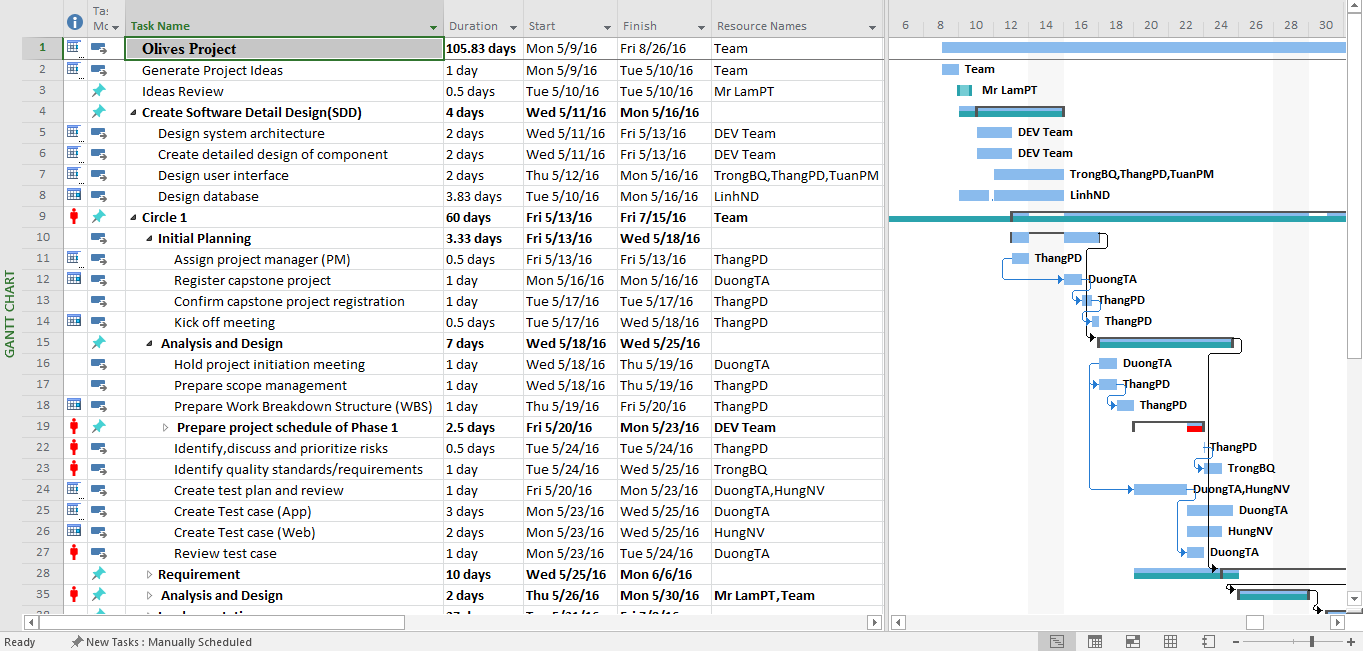 Tas
Mc
Task Name Duration Start Finish Resource Names 6 8 10 12 14 16 18 20 22 24 26 28 30
1 Olives Project 105.83 days Mon 5/9/16 Fri 8/26/16 Team
2 Generate Project Ideas 1 day Mon 5/9/16 Tue 5/10/16 Team Team
3 Ideas Review 0.5 days Tue 5/10/16 Tue 5/10/16 Mr LamPT Mr LamPT
4 Create Software Detail Design(SDD) 4 days Wed 5/11/16 Mon 5/16/16
5 Design system architecture 2 days Wed 5/11/16 Fri 5/13/16 DEV Team DEV Team
6 Create detailed design of component 2 days Wed 5/11/16 Fri 5/13/16 DEV Team DEV Team
7 Design user interface 2 days Thu 5/12/16 Mon 5/16/16 TrongBQ,ThangPD,TuanPM TrongBQ,ThangPD,TuanPM
8 Design database 3.83 days Tue 5/10/16 Mon 5/16/16 LinhND LinhND
9 Circle 1 60 days Fri 5/13/16 Fri 7/15/16 Team
10 Initial Planning 3.33 days Fri 5/13/16 Wed 5/18/16
11 Assign project manager (PM) 0.5 days Fri 5/13/16 Fri 5/13/16 ThangPD ThangPD
12 Register capstone project 1 day Mon 5/16/16 Mon 5/16/16 DuongTA DuongTA
13 Confirm capstone project registration 1 day Tue 5/17/16 Tue 5/17/16 ThangPD ThangPD
14 Kick off meeting 0.5 days Tue 5/17/16 Wed 5/18/16 ThangPD ThangPD
15 Analysis and Design 7 days Wed 5/18/16 Wed 5/25/16
16 Hold project initiation meeting 1 day Wed 5/18/16 Thu 5/19/16 DuongTA DuongTA
17 Prepare scope management 1 day Wed 5/18/16 Thu 5/19/16 ThangPD ThangPD
18 Prepare Work Breakdown Structure (WBS) 1 day Thu 5/19/16 Fri 5/20/16 ThangPD ThangPD
19 Prepare project schedule of Phase 1 2.5 days Fri 5/20/16 Mon 5/23/16 DEV Team
22 Identify,discuss and prioritize risks 0.5 days Tue 5/24/16 Tue 5/24/16 ThangPD ThangPD
23 Identify quality standards/requirements 1 day Tue 5/24/16 Wed 5/25/16 TrongBQ TrongBQ
24 Create test plan and review 1 day Fri 5/20/16 Mon 5/23/16 DuongTA,HungNV DuongTA,HungNV
25 Create Test case (App) 3 days Mon 5/23/16 Wed 5/25/16 DuongTA DuongTA
26 Create Test case (Web) 2 days Mon 5/23/16 Wed 5/25/16 HungNV HungNV
27 Review test case 1 day Mon 5/23/16 Tue 5/24/16 DuongTA DuongTA
28 Requirement 10 days Wed 5/25/16 Mon 6/6/16
35 Analysis and Design 2 days Thu 5/26/16 Mon 5/30/16 Mr LamPT,Team
GANTT CHART
Ready New Tasks : Manually Scheduled